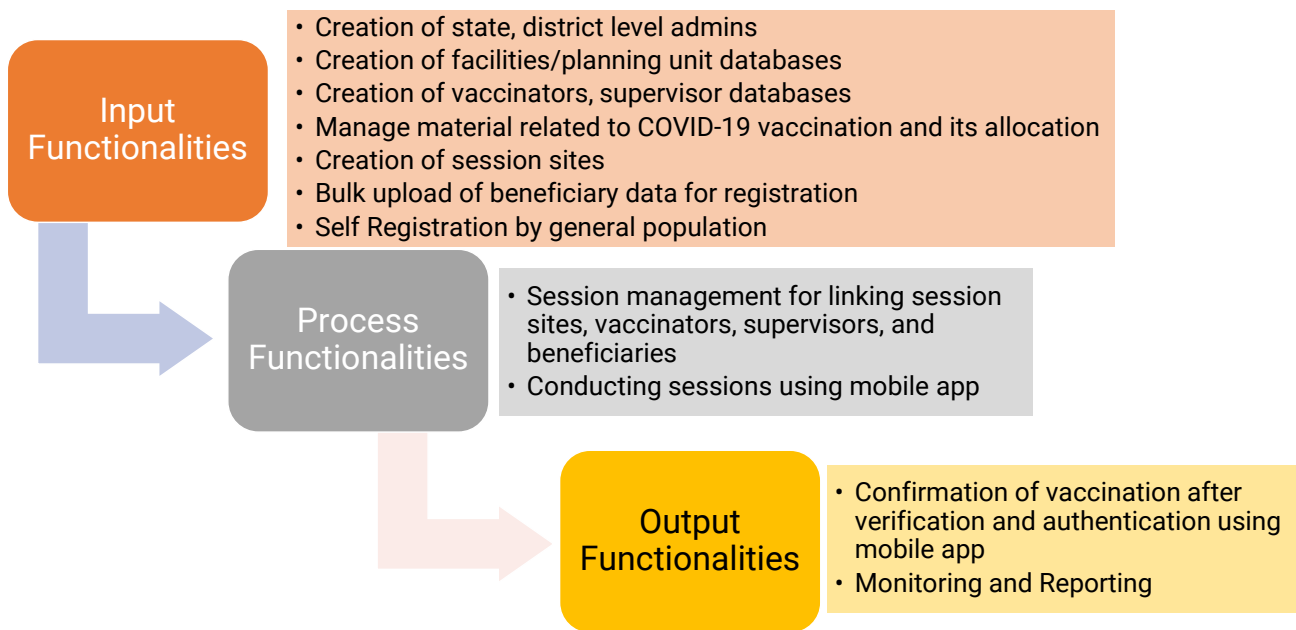 Input
Functionalities
• Creation of state, district level admins
• Creation of facilities/planning unit databases
• Creation of vaccinators, supervisor databases
• Manage material related to COVID-19 vaccination and its allocation
• Creation of session sites
• Bulk upload of beneficiary data for registration
• Self Registration by general population
Process
Functionalities
• Session management for linking session
sites, vaccinators, supervisors, and
beneficiaries
• Conducting sessions using mobile app
Output
Functionalities
• Confirmation of vaccination after
verification and authentication using
mobile app
• Monitoring and Reporting